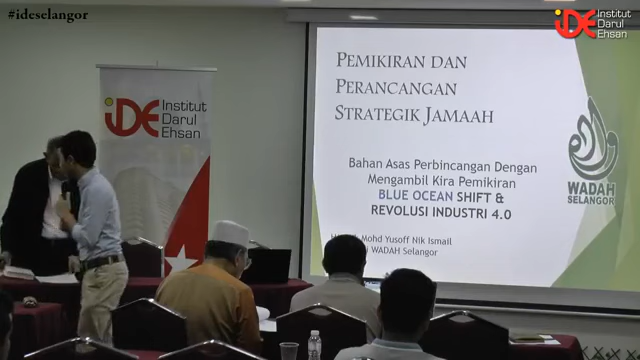 #ideselangor
iDE Institut
Darul
Ehsan
iDE Institut
Darul
Ehsan
PEMIKIRAN DAN
PERANCANGAN
STRATEGIK JAMAAH
Bahan Asas Perbincangan Dengan
Mengambil Kira Pemikiran
BLUE OCEAN SHIFT &
REVOLUSI INDUSTRI 4.0
Mohd Yusoff Nik Ismail
WADAH Selangor
WADAH
SELANGOR